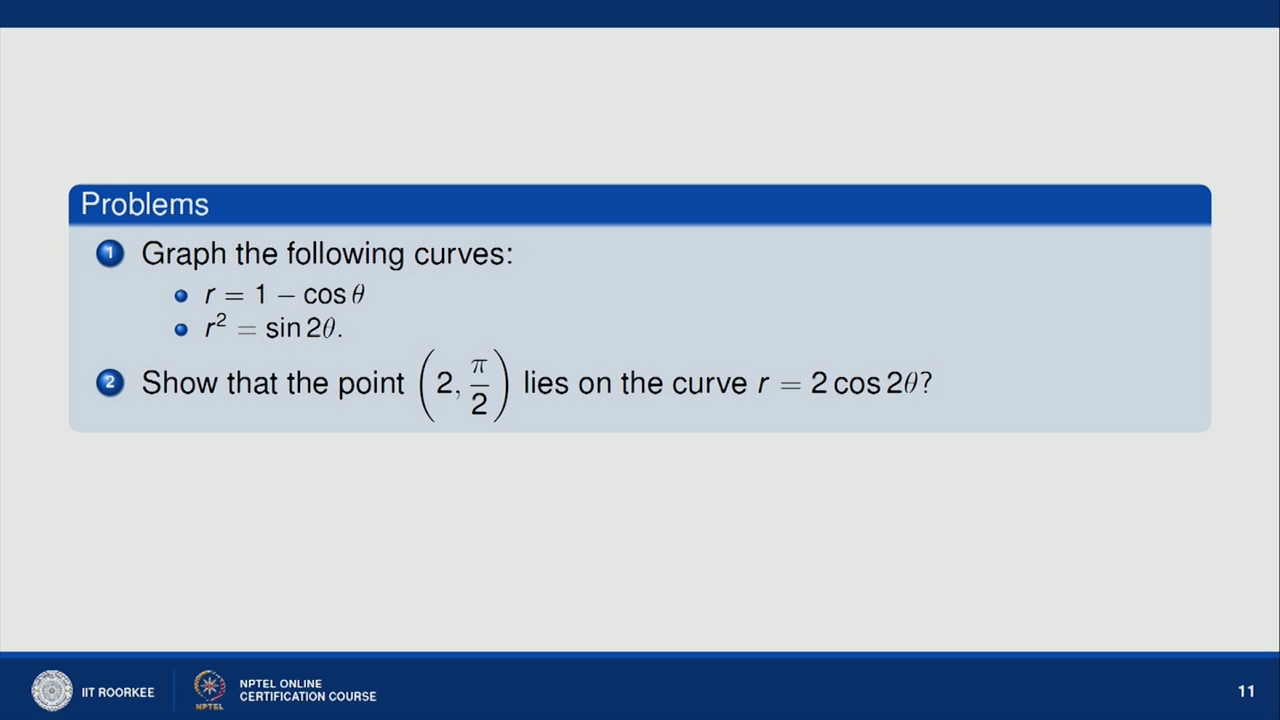 Problems
1 Graph the following curves:
r = 1 − cos θ
r² = sin 2θ.
2 Show that the point (2, π/2) lies on the curve r = 2 cos 2θ?
IIT ROORKEE
NPTEL
NPTEL ONLINE
CERTIFICATION COURSE
11